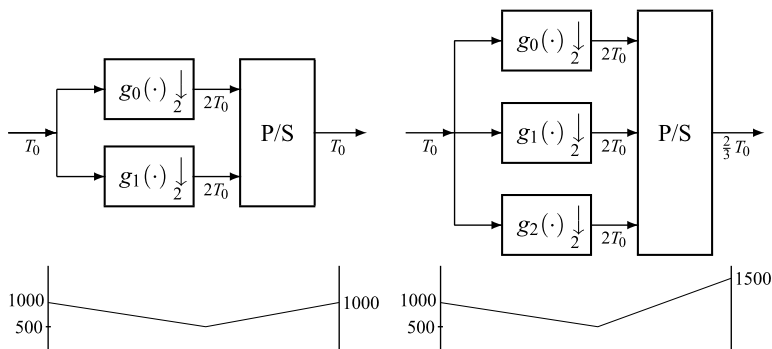 g₀(·) ↓2
2T₀
g₁(·) ↓2
2T₀
T₀
P/S
T₀
1000
500
1000
g₀(·) ↓2
2T₀
g₁(·) ↓2
2T₀
g₂(·) ↓2
2T₀
T₀
P/S
2/3 T₀
1000
500
1500